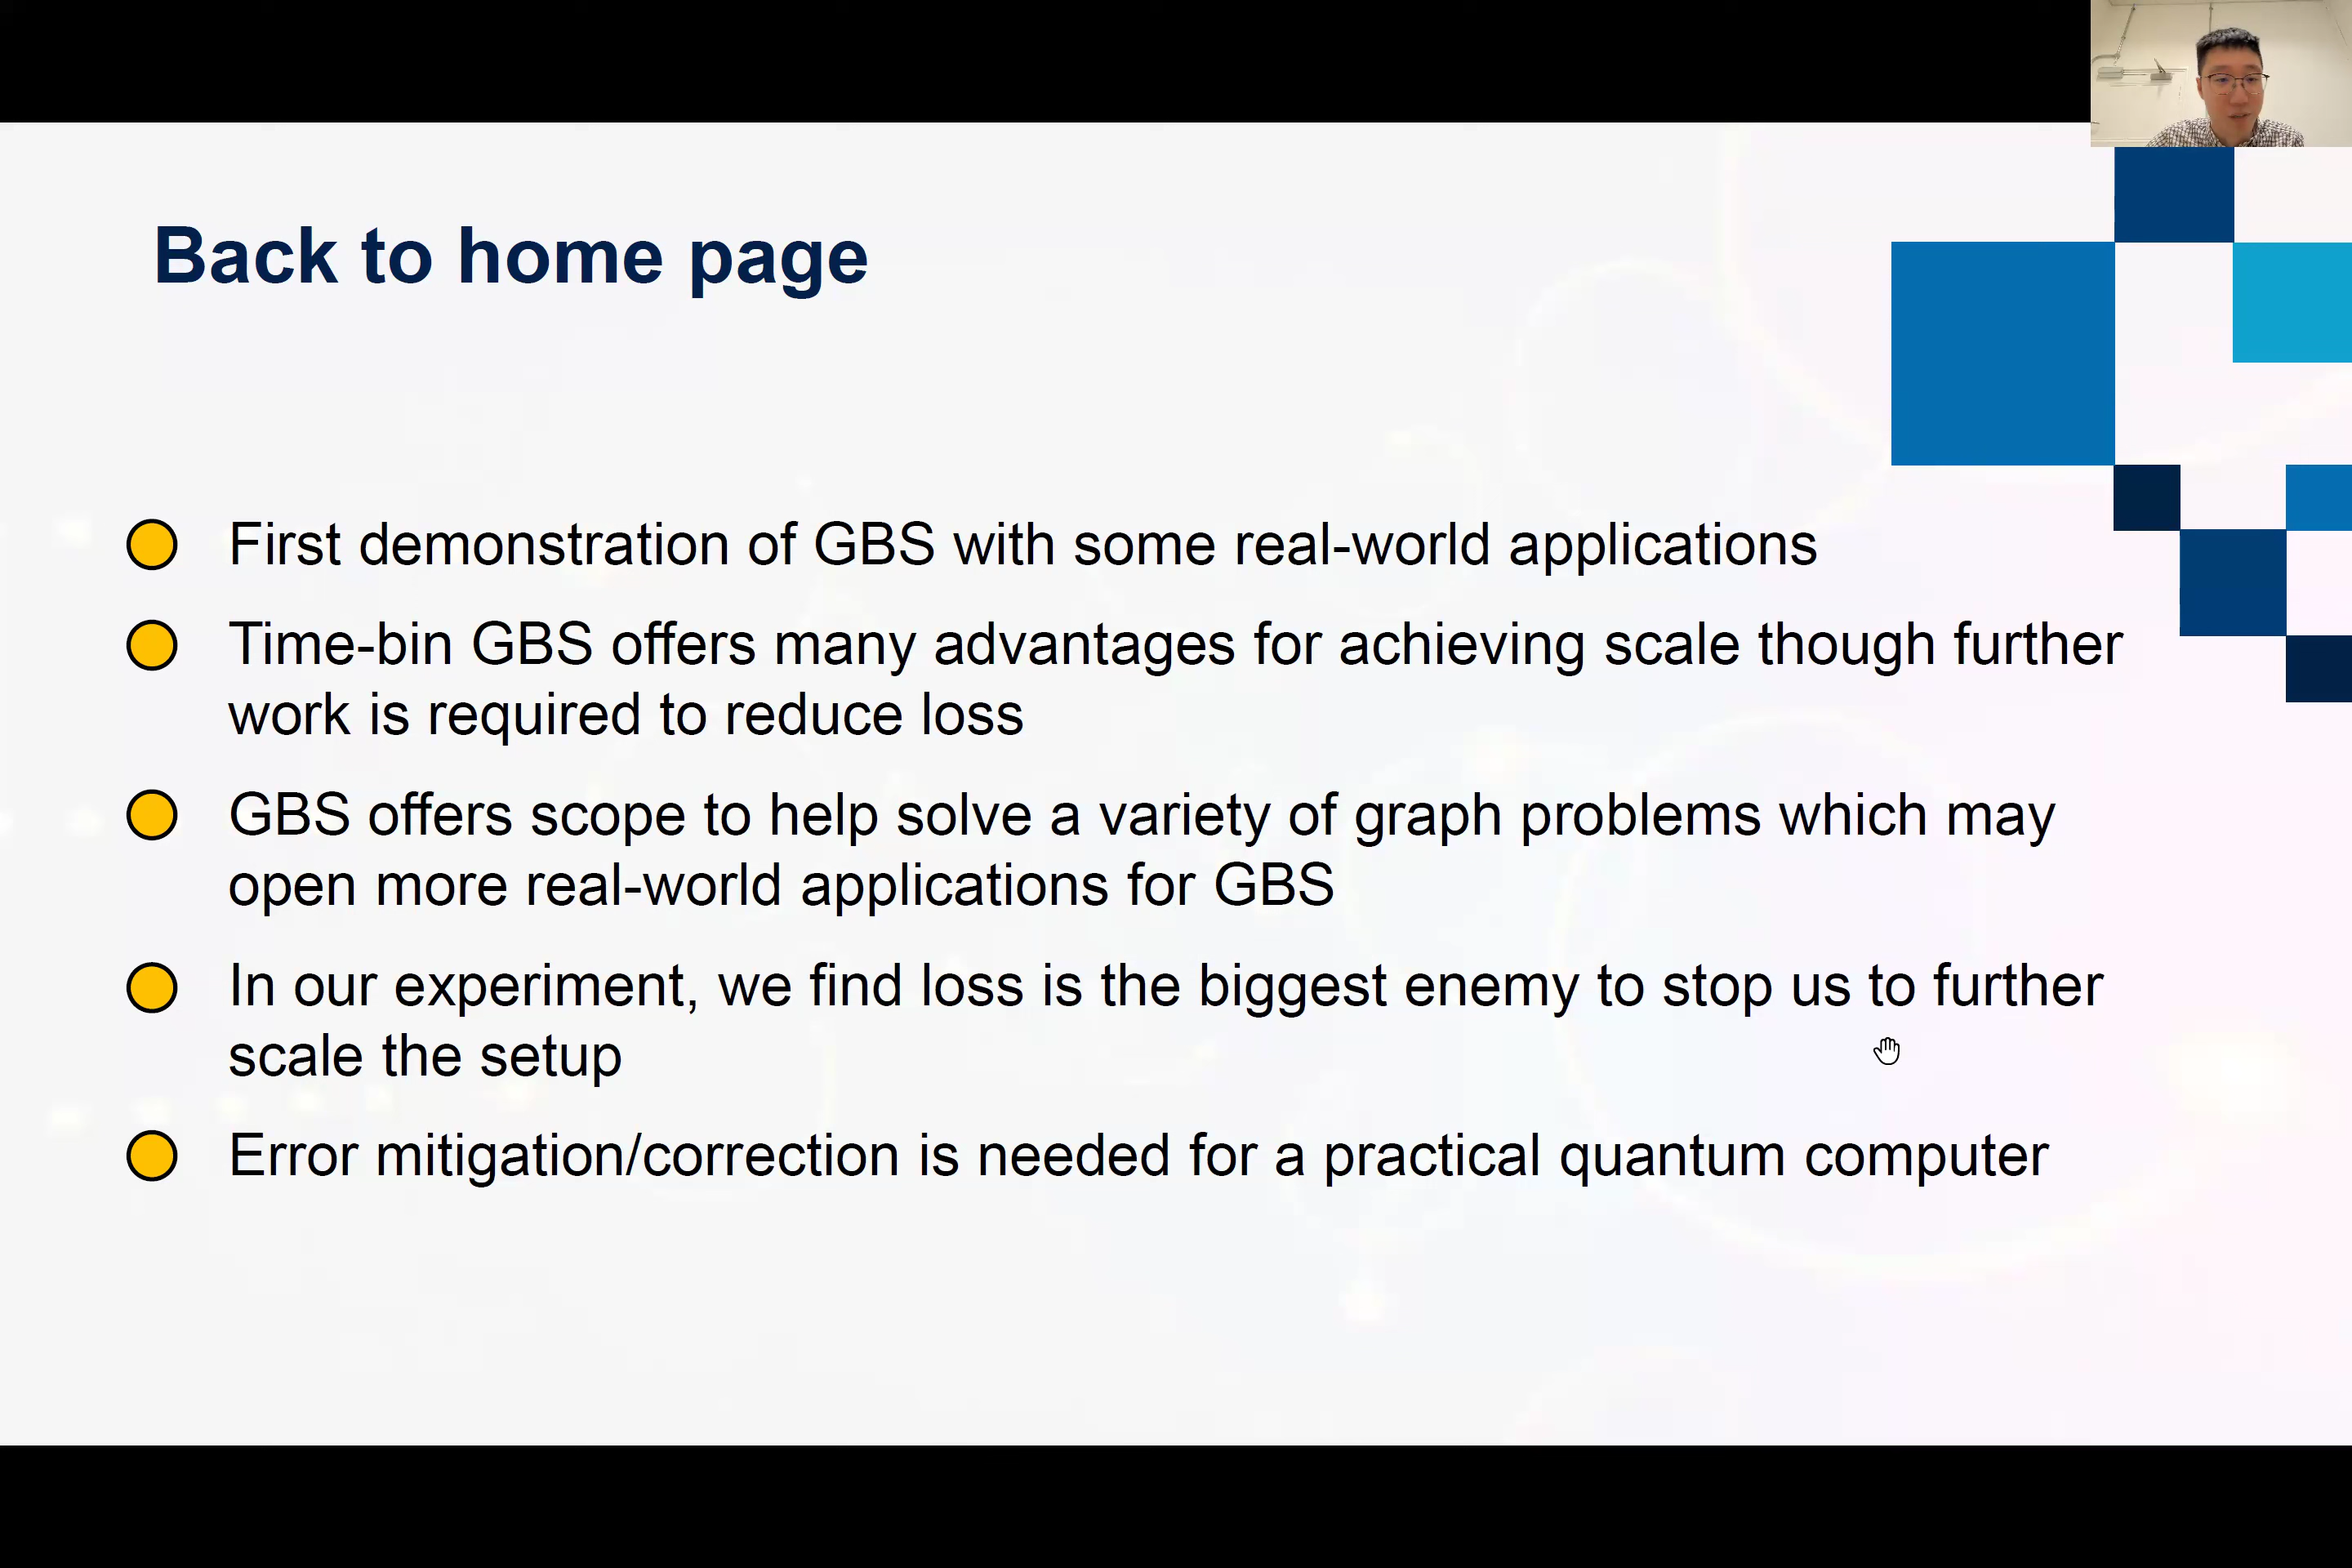 Back to home page
First demonstration of GBS with some real-world applications
Time-bin GBS offers many advantages for achieving scale though further
work is required to reduce loss
GBS offers scope to help solve a variety of graph problems which may
open more real-world applications for GBS
In our experiment, we find loss is the biggest enemy to stop us to further
scale the setup
Error mitigation/correction is needed for a practical quantum computer